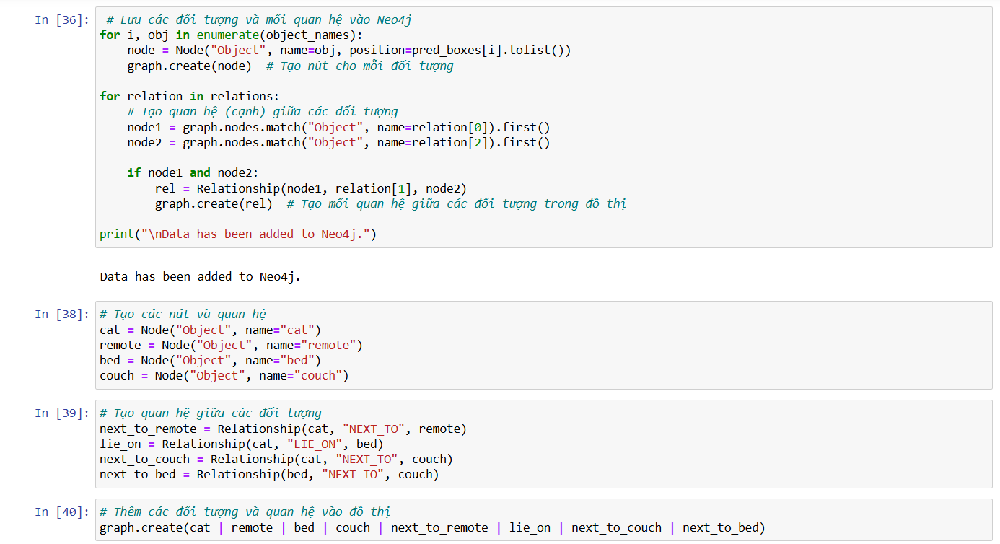 In [36]: # Lưu các đối tượng và mối quan hệ vào Neo4j
for i, obj in enumerate(object_names):
    node = Node("Object", name=obj, position=pred_boxes[i].tolist())
    graph.create(node)  # Tạo nút cho mỗi đối tượng

for relation in relations:
    # Tạo quan hệ (cạnh) giữa các đối tượng
    node1 = graph.nodes.match("Object", name=relation[0]).first()
    node2 = graph.nodes.match("Object", name=relation[2]).first()

    if node1 and node2:
        rel = Relationship(node1, relation[1], node2)
        graph.create(rel)  # Tạo mối quan hệ giữa các đối tượng trong đồ thị

print("\nData has been added to Neo4j.")

Data has been added to Neo4j.

In [38]: # Tạo các nút và quan hệ
cat = Node("Object", name="cat")
remote = Node("Object", name="remote")
bed = Node("Object", name="bed")
couch = Node("Object", name="couch")

In [39]: # Tạo quan hệ giữa các đối tượng
next_to_remote = Relationship(cat, "NEXT_TO", remote)
lie_on = Relationship(cat, "LIE_ON", bed)
next_to_couch = Relationship(cat, "NEXT_TO", couch)
next_to_bed = Relationship(bed, "NEXT_TO", couch)

In [40]: # Thêm các đối tượng và quan hệ vào đồ thị
graph.create(cat | remote | bed | couch | next_to_remote | lie_on | next_to_couch | next_to_bed)